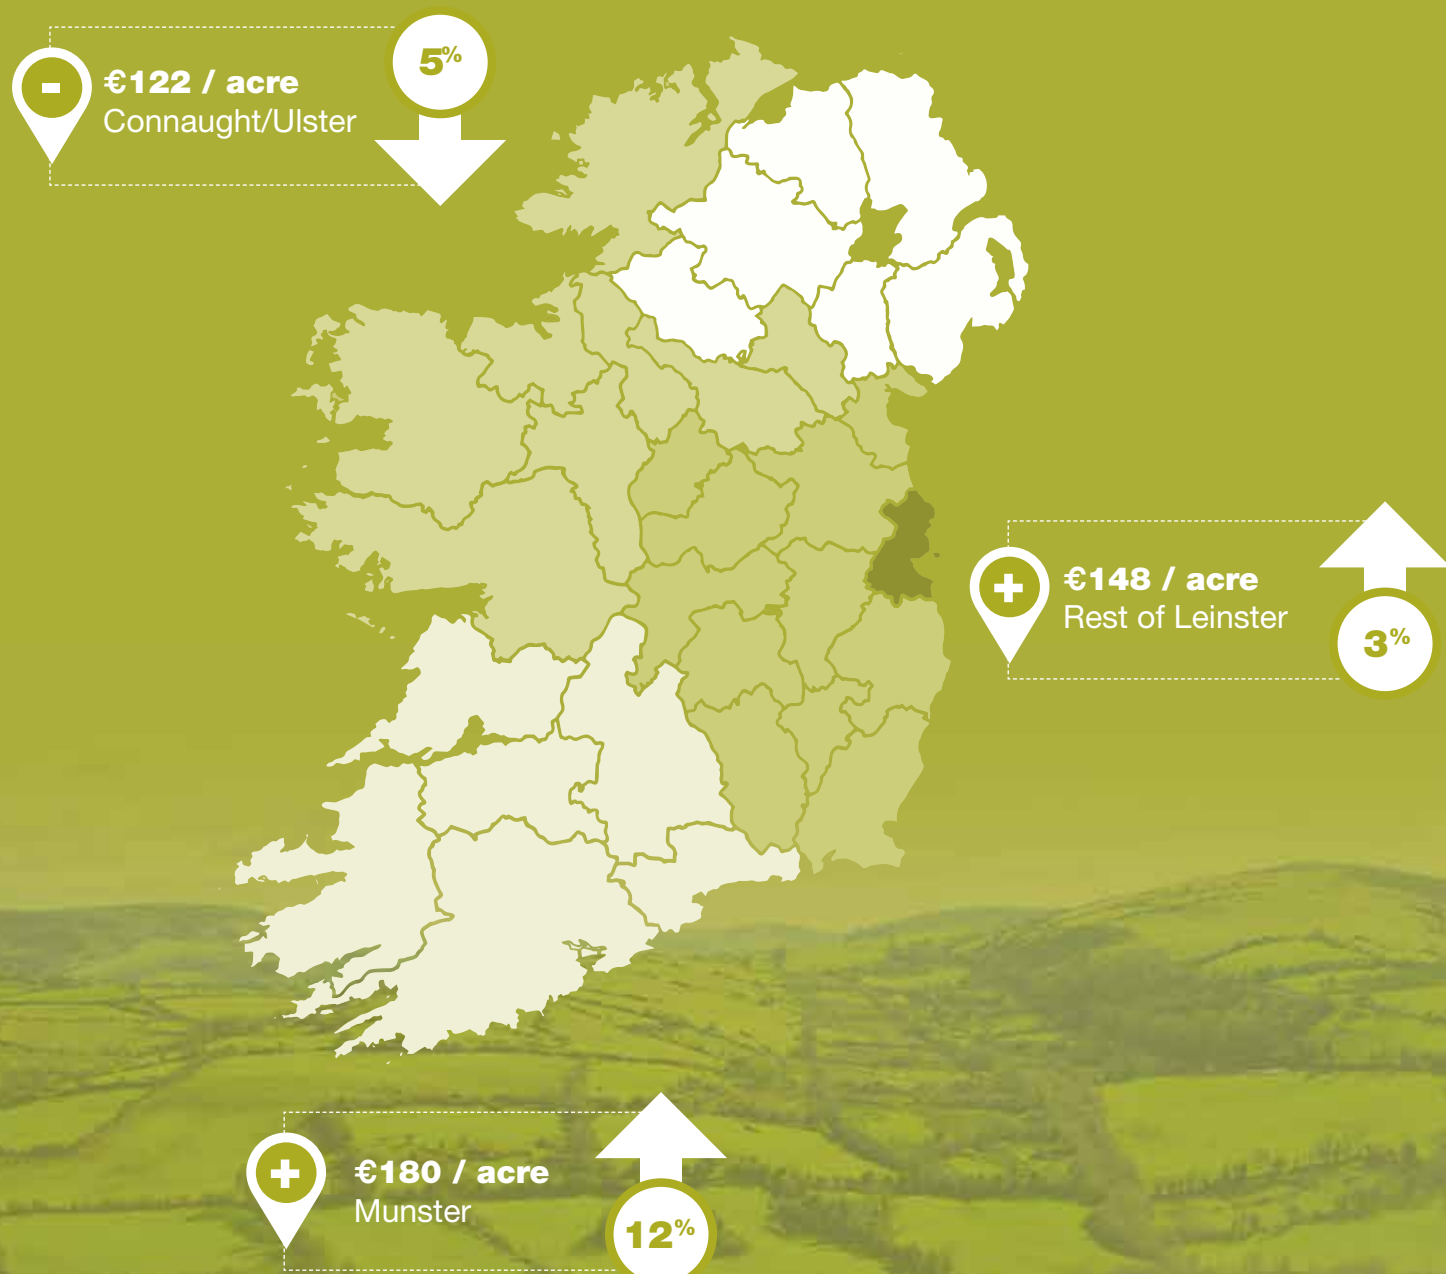 €122 / acre
Connaught/Ulster
5%
€148 / acre
Rest of Leinster
3%
€180 / acre
Munster
12%